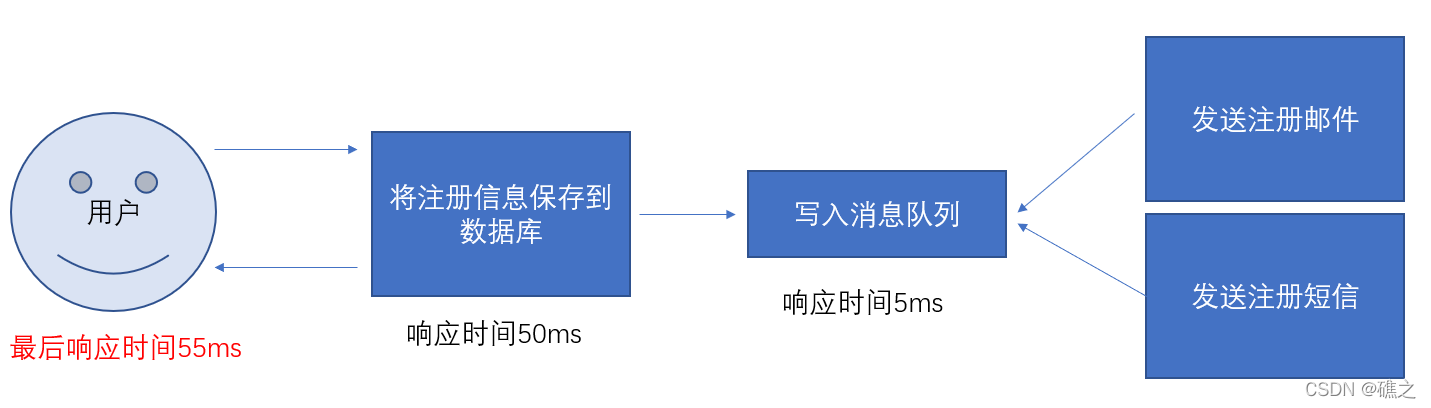 用户
最后响应时间55ms
将注册信息保存到
数据库
响应时间50ms
写入消息队列
响应时间5ms
发送注册邮件
发送注册短信
CSDN @礁之